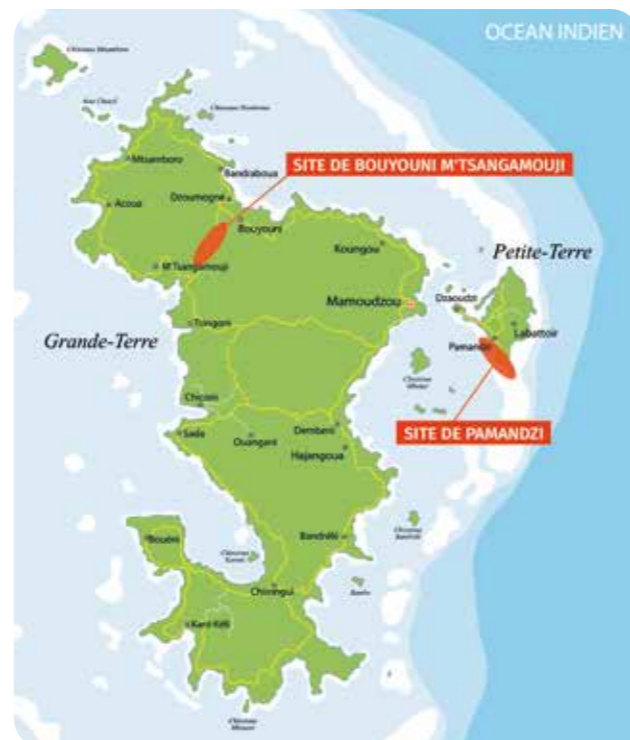 OCEAN INDIEN
Mtsamboro
Bandraboua
SITE DE BOUYOUNI M'TSANGAMOUJI
Acoua
Dzoumogné
Bouyouni
Koungou
Petite-Terre
M'Tsangamouji
Mamoudzou
Dzaoudzi
Labattoir
Tsingoni
Grande-Terre
Pamandzi
Chiconi
SITE DE PAMANDZI
Sada
Ouangani
Dembeni
Hajangoua
Bandrélé
Bouéni
Chirongui
Kani Kéli